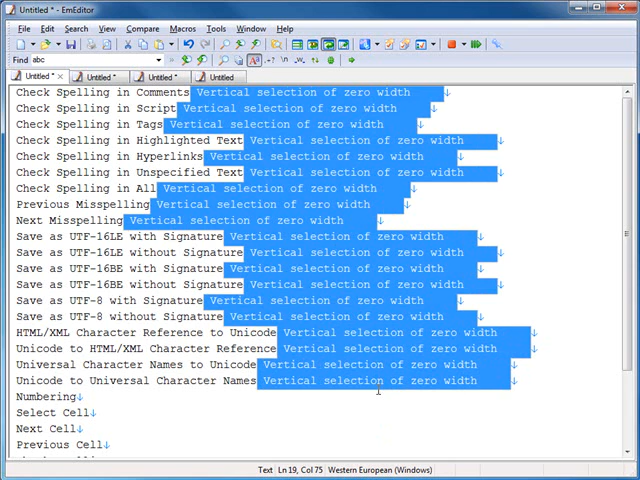 Untitled * - EmEditor
File Edit Search View Compare Macros Tools Window Help
Find abc
Untitled * Untitled * Untitled * Untitled
Check Spelling in Comments Vertical selection of zero width↓
Check Spelling in Script Vertical selection of zero width↓
Check Spelling in Tags Vertical selection of zero width↓
Check Spelling in Highlighted Text Vertical selection of zero width↓
Check Spelling in Hyperlinks Vertical selection of zero width↓
Check Spelling in Unspecified Text Vertical selection of zero width↓
Check Spelling in All Vertical selection of zero width↓
Previous Misspelling Vertical selection of zero width↓
Next Misspelling Vertical selection of zero width↓
Save as UTF-16LE with Signature Vertical selection of zero width↓
Save as UTF-16LE without Signature Vertical selection of zero width↓
Save as UTF-16BE with Signature Vertical selection of zero width↓
Save as UTF-16BE without Signature Vertical selection of zero width↓
Save as UTF-8 with Signature Vertical selection of zero width↓
Save as UTF-8 without Signature Vertical selection of zero width↓
HTML/XML Character Reference to Unicode Vertical selection of zero width↓
Unicode to HTML/XML Character Reference Vertical selection of zero width↓
Universal Character Names to Unicode Vertical selection of zero width↓
Unicode to Universal Character Names Vertical selection of zero width↓
Numbering↓
Select Cell↓
Next Cell↓
Previous Cell↓
Text Ln 19, Col 75 Western European (Windows)